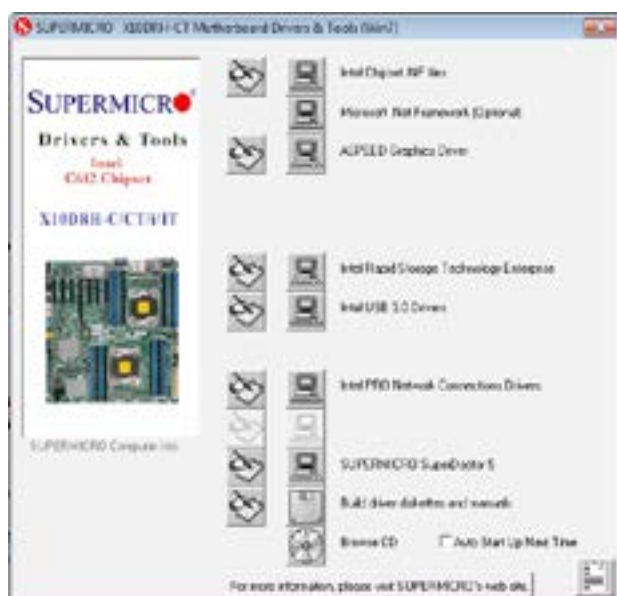 SUPERMICRO X10DRH-CT Motherboard Drivers & Tools (Win7)
SUPERMICRO
Drivers & Tools
Intel
C612 Chipset
X10DRH-C/CT/i/iT
SUPERMICRO Computer Inc.
Intel Chipset INF files
Microsoft .Net Framework (Optional)
ASPEED Graphics Driver
Intel Rapid Storage Technology Enterprise
Intel USB 3.0 Drivers
Intel PRO Network Connections Drivers
SUPERMICRO SuperDoctor 5
Build driver diskettes and manuals
Browse CD
Auto Start Up Next Time
For more information, please visit SUPERMICRO's web site.